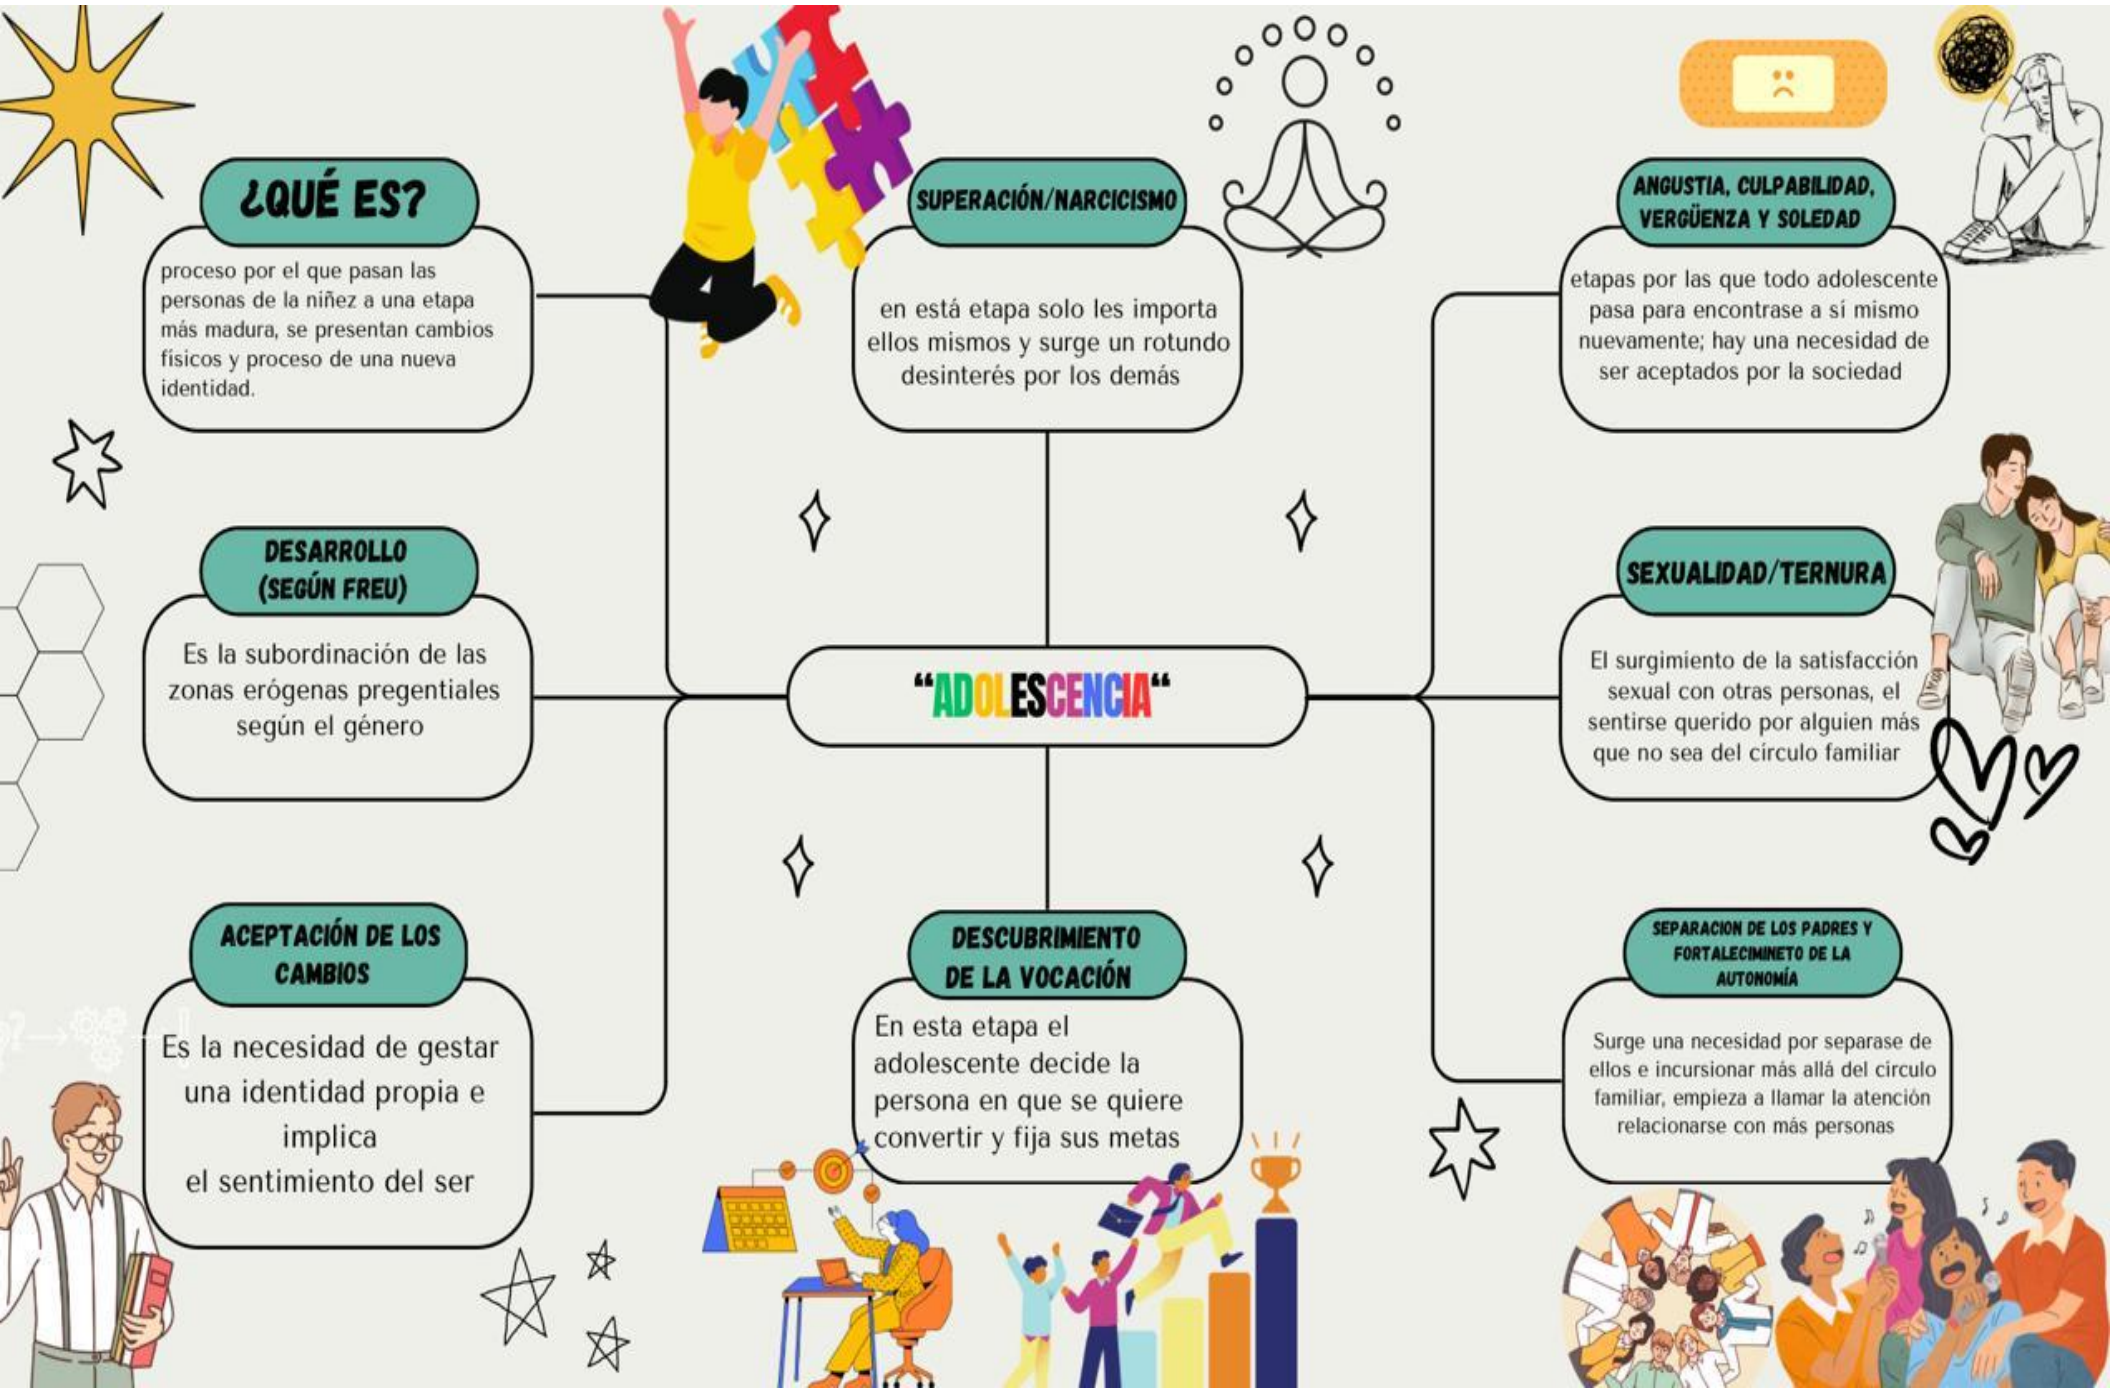 ¿QUÉ ES?
proceso por el que pasan las
personas de la niñez a una etapa
más madura, se presentan cambios
físicos y proceso de una nueva
identidad.
SUPERACIÓN/NARCICISMO
en está etapa solo les importa
ellos mismos y surge un rotundo
desinterés por los demás
ANGUSTIA, CULPABILIDAD,
VERGÜENZA Y SOLEDAD
etapas por las que todo adolescente
pasa para encontrase a sí mismo
nuevamente; hay una necesidad de
ser aceptados por la sociedad
DESARROLLO
(SEGÚN FREU)
Es la subordinación de las
zonas erógenas pregentiales
según el género
“ADOLESCENCIA“
SEXUALIDAD/TERNURA
El surgimiento de la satisfacción
sexual con otras personas, el
sentirse querido por alguien más
que no sea del círculo familiar
ACEPTACIÓN DE LOS
CAMBIOS
Es la necesidad de gestar
una identidad propia e
implica
el sentimiento del ser
DESCUBRIMIENTO
DE LA VOCACIÓN
En esta etapa el
adolescente decide la
persona en que se quiere
convertir y fija sus metas
SEPARACION DE LOS PADRES Y
FORTALECIMINETO DE LA
AUTONOMÍA
Surge una necesidad por separase de
ellos e incursionar más allá del círculo
familiar, empieza a llamar la atención
relacionarse con más personas